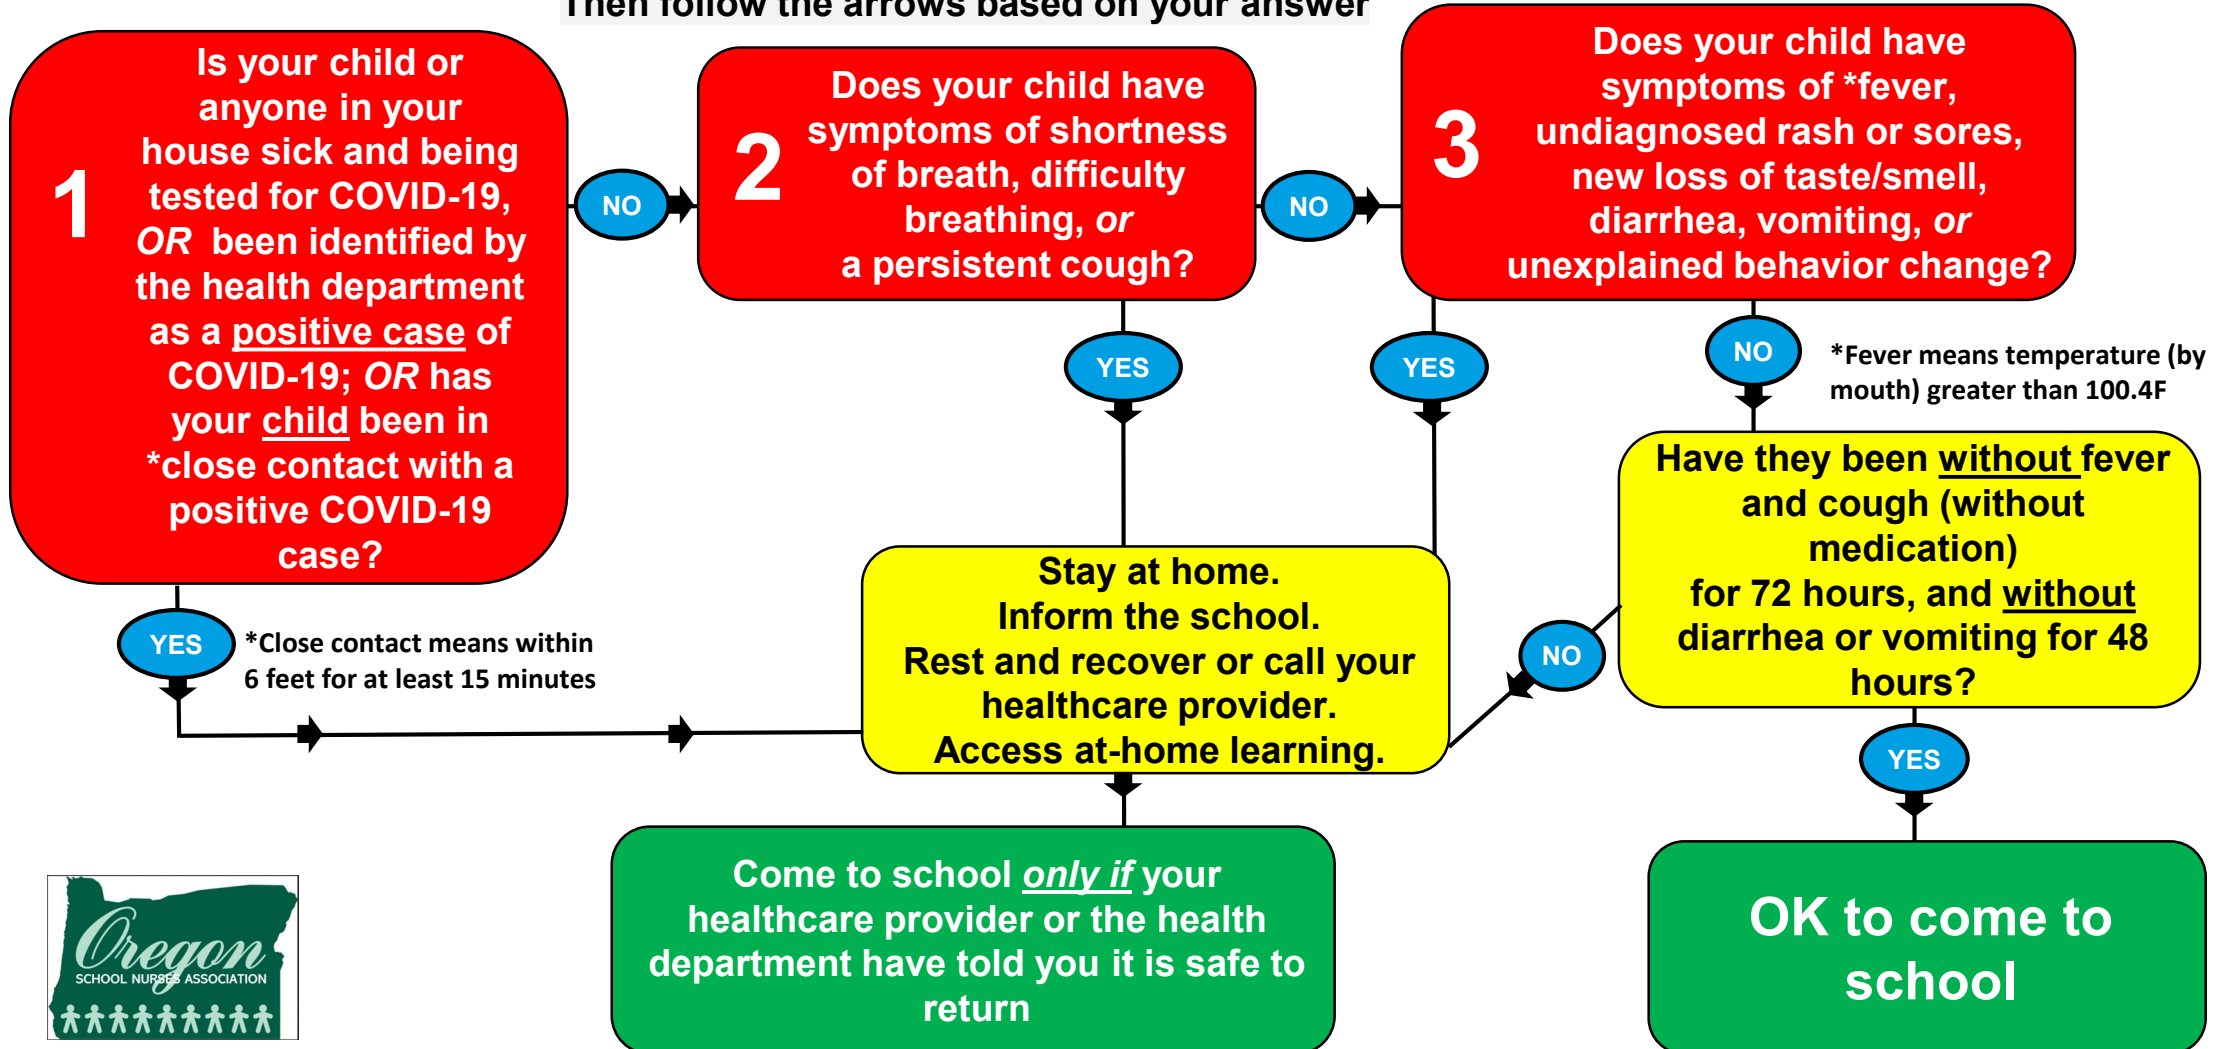 Then follow the arrows based on your answer
1
Is your child or
anyone in your
house sick and being
tested for COVID-19,
OR been identified by
the health department
as a positive case of
COVID-19; OR has
your child been in
*close contact with a
positive COVID-19
case?
NO
2
Does your child have
symptoms of shortness
of breath, difficulty
breathing, or
a persistent cough?
NO
3
Does your child have
symptoms of *fever,
undiagnosed rash or sores,
new loss of taste/smell,
diarrhea, vomiting, or
unexplained behavior change?
YES
YES
NO
*Fever means temperature (by
mouth) greater than 100.4F
Have they been without fever
and cough (without
medication)
for 72 hours, and without
diarrhea or vomiting for 48
hours?
YES
*Close contact means within
6 feet for at least 15 minutes
Stay at home.
Inform the school.
Rest and recover or call your
healthcare provider.
Access at-home learning.
NO
YES
Come to school only if your
healthcare provider or the health
department have told you it is safe to
return
OK to come to
school
Oregon
SCHOOL NURSES ASSOCIATION